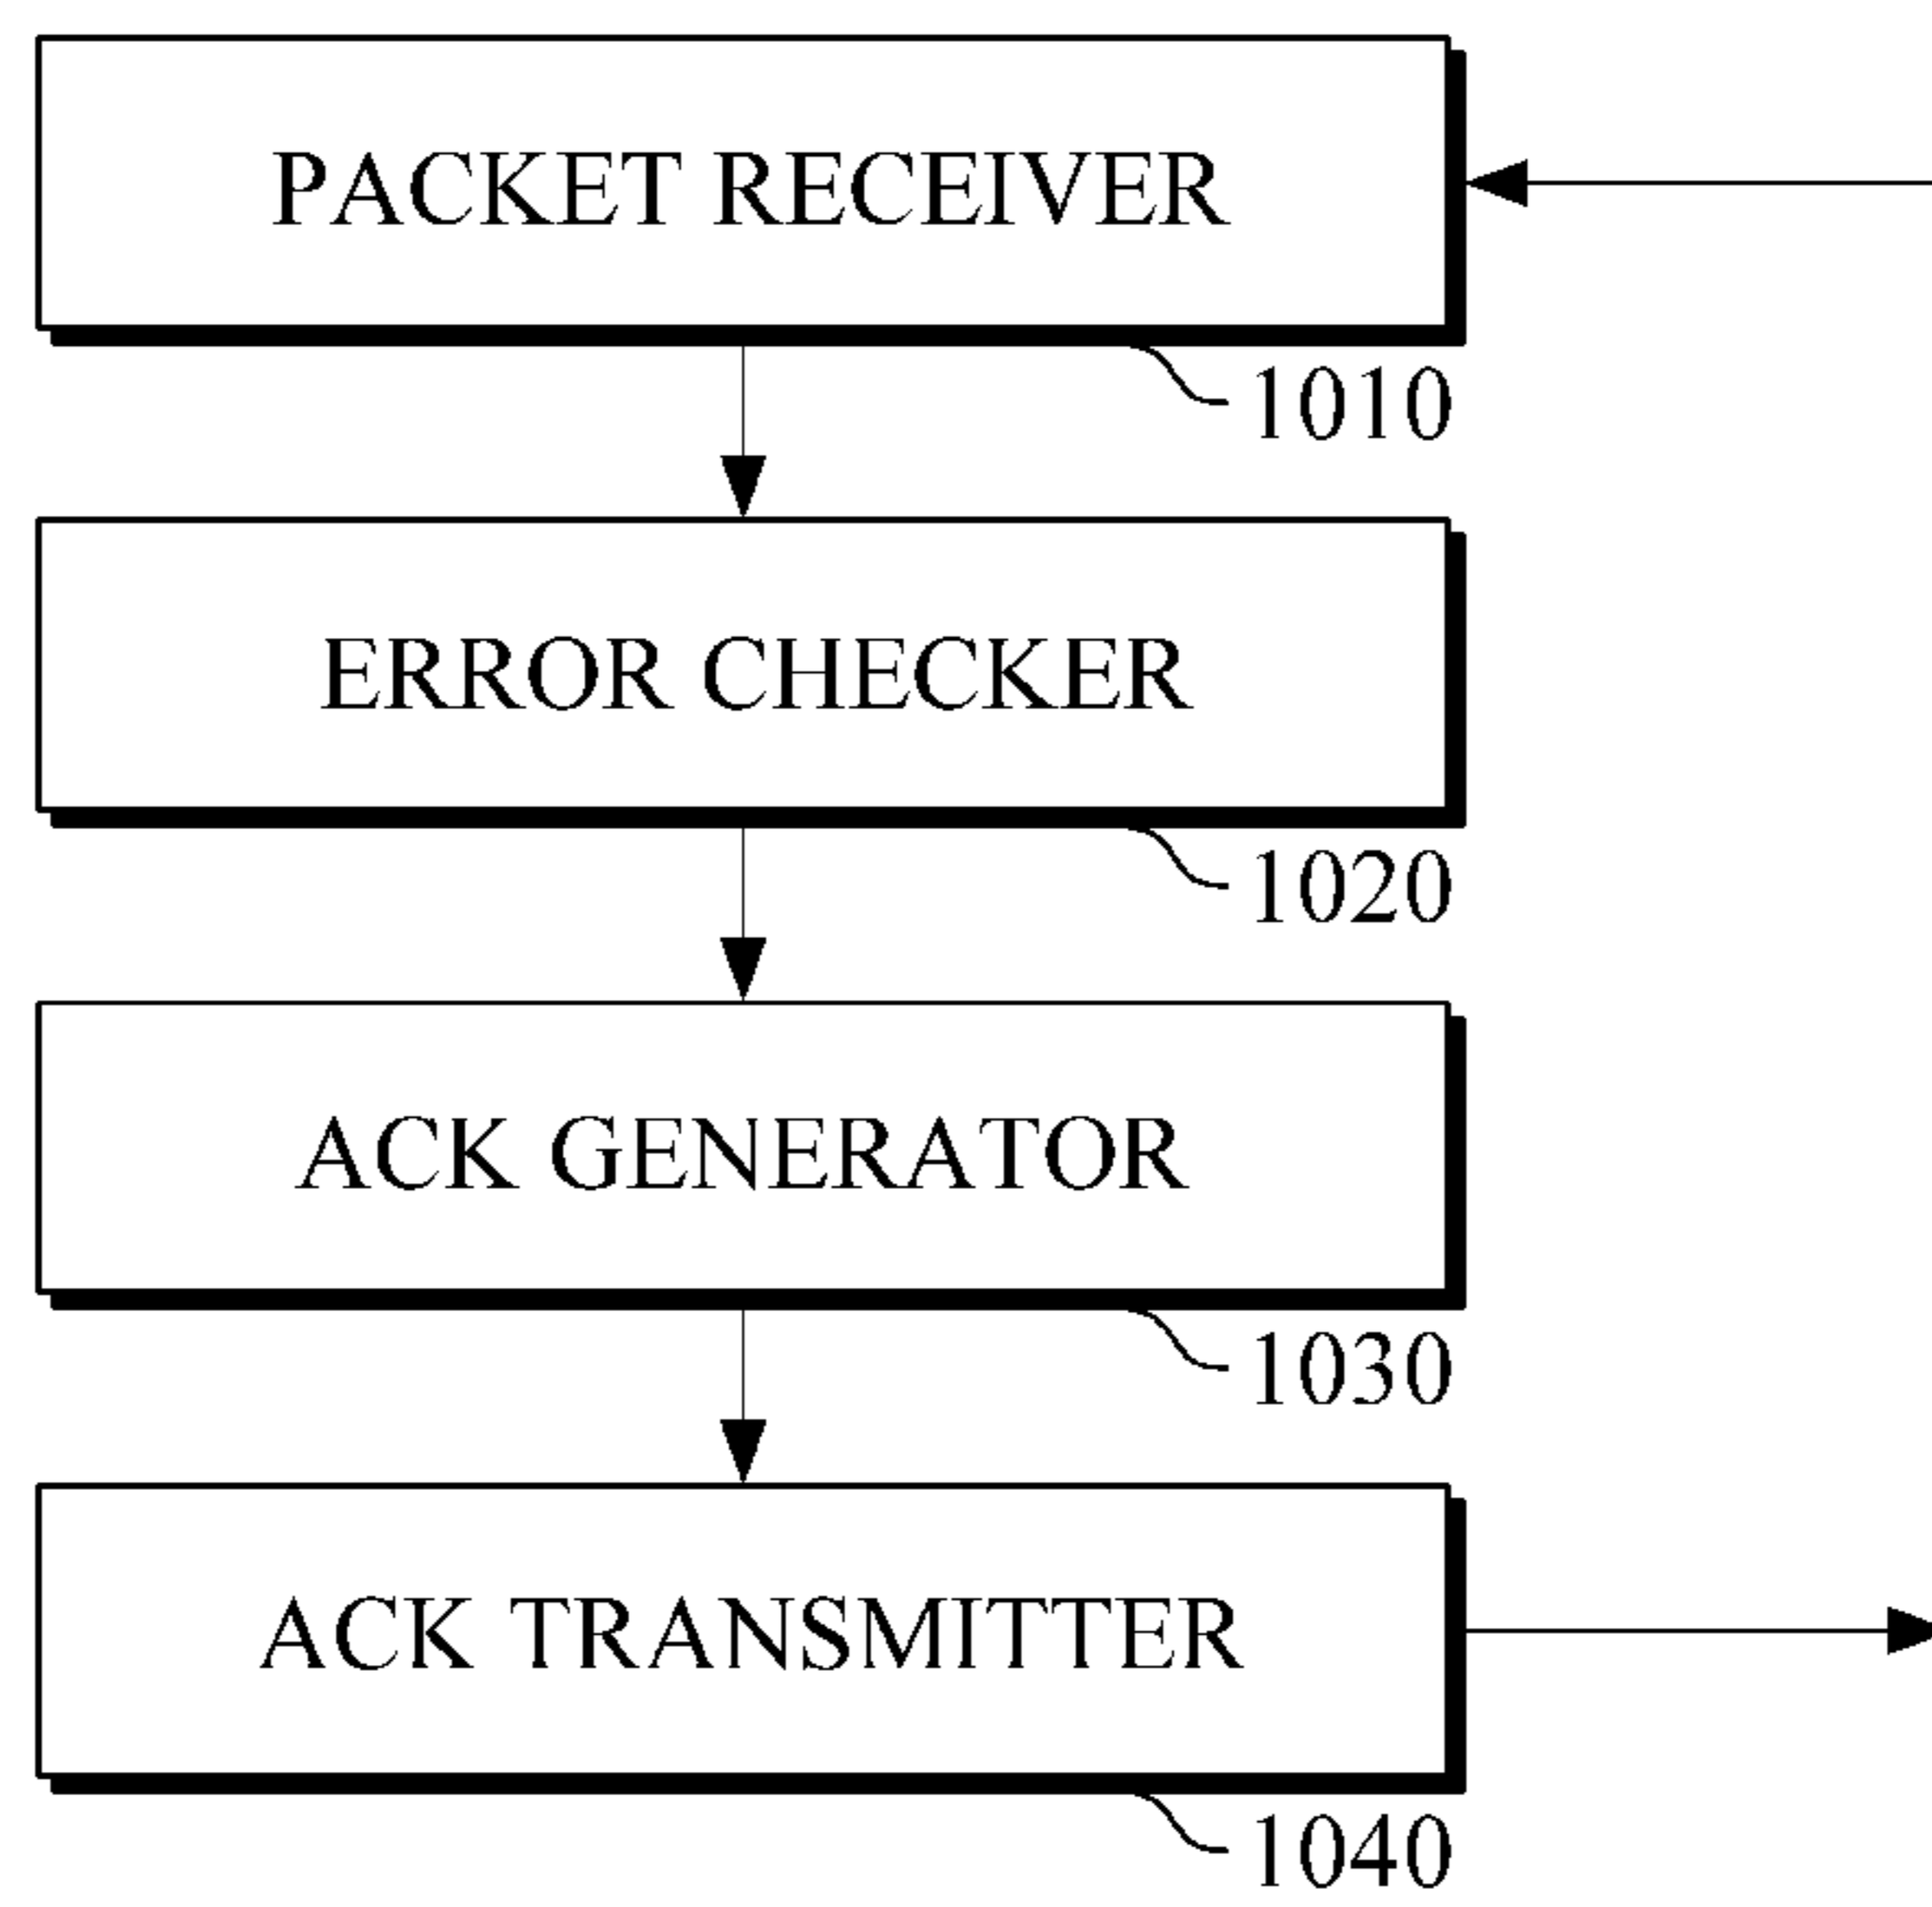 PACKET RECEIVER
1010
ERROR CHECKER
1020
ACK GENERATOR
1030
ACK TRANSMITTER
1040